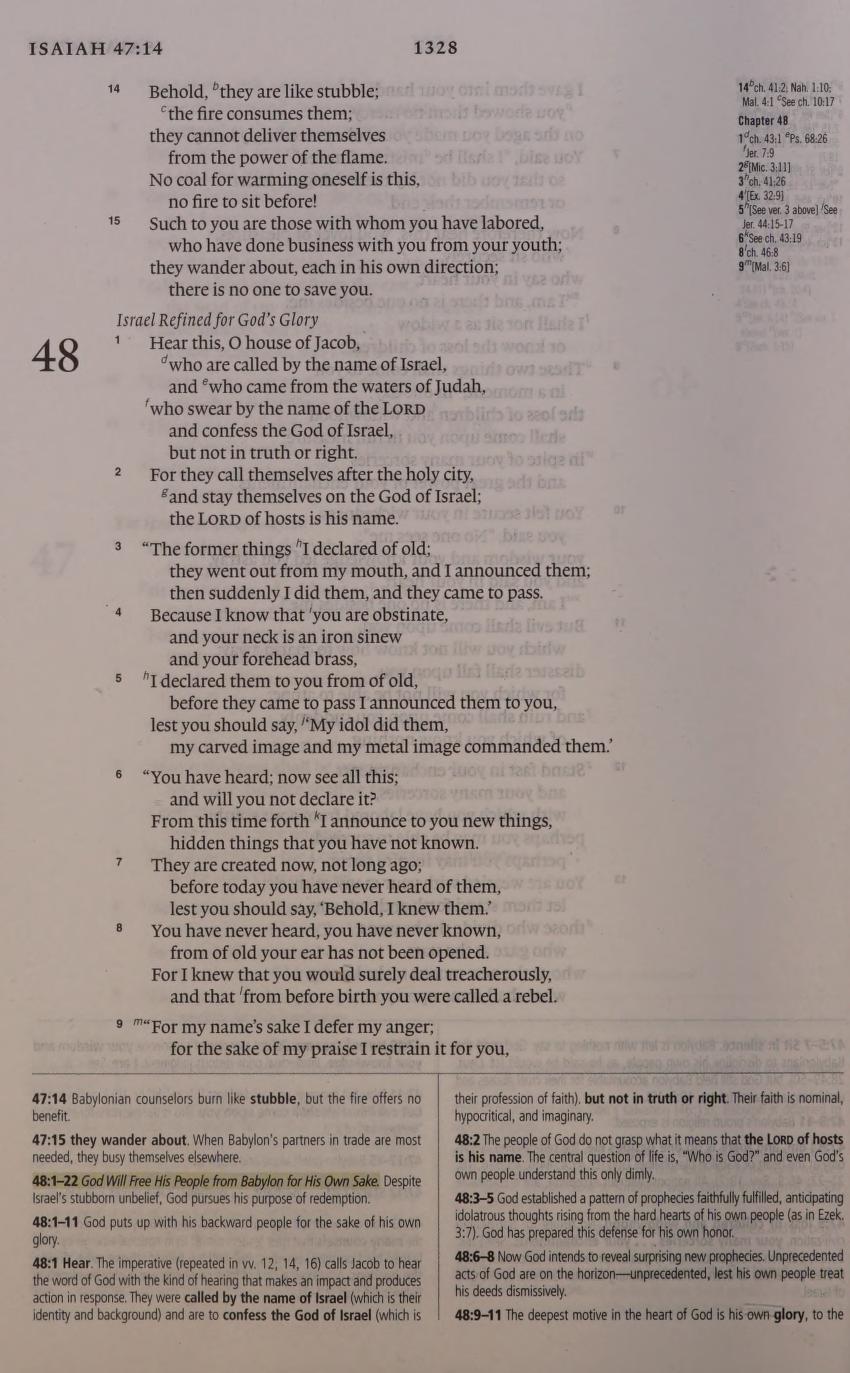 ISAIAH 47:14
1328
14 Behold, bthey are like stubble;
cthe fire consumes them;
they cannot deliver themselves
from the power of the flame.
No coal for warming oneself is this,
no fire to sit before!
15 Such to you are those with whom you have labored,
who have done business with you from your youth;
they wander about, each in his own direction;
there is no one to save you.
Israel Refined for God's Glory
48
1 Hear this, O house of Jacob,
dwho are called by the name of Israel,
and ewho came from the waters of Judah,
fwho swear by the name of the LORD
and confess the God of Israel,
but not in truth or right.
2 For they call themselves after the holy city,
gand stay themselves on the God of Israel;
the LORD of hosts is his name.
3 “The former things hI declared of old;
they went out from my mouth, and I announced them;
then suddenly I did them, and they came to pass.
4 Because I know that iyou are obstinate,
and your neck is an iron sinew
and your forehead brass,
5 hI declared them to you from of old,
before they came to pass I announced them to you,
lest you should say, j‘My idol did them,
my carved image and my metal image commanded them.’
6 “You have heard; now see all this;
and will you not declare it?
From this time forth kI announce to you new things,
hidden things that you have not known.
7 They are created now, not long ago;
before today you have never heard of them,
lest you should say, ‘Behold, I knew them.’
8 You have never heard, you have never known,
from of old your ear has not been opened.
For I knew that you would surely deal treacherously,
and that lfrom before birth you were called a rebel.
9 m“For my name's sake I defer my anger;
for the sake of my praise I restrain it for you,
14bch. 41:2; Nah. 1:10;
Mal. 4:1 cSee ch. 10:17
Chapter 48
1dch. 43:1 ePs. 68:26
fJer. 7:9
2g[Mic. 3:11]
3hch. 41:26
4i[Ex. 32:9]
5h[See ver. 3 above] jSee
Jer. 44:15-17
6kSee ch. 43:19
8lch. 46:8
9m[Mal. 3:6]
47:14 Babylonian counselors burn like stubble, but the fire offers no
benefit.
47:15 they wander about. When Babylon's partners in trade are most
needed, they busy themselves elsewhere.
48:1–22 God Will Free His People from Babylon for His Own Sake. Despite
Israel's stubborn unbelief, God pursues his purpose of redemption.
48:1–11 God puts up with his backward people for the sake of his own
glory.
48:1 Hear. The imperative (repeated in vv. 12, 14, 16) calls Jacob to hear
the word of God with the kind of hearing that makes an impact and produces
action in response. They were called by the name of Israel (which is their
identity and background) and are to confess the God of Israel (which is
their profession of faith). but not in truth or right. Their faith is nominal,
hypocritical, and imaginary.
48:2 The people of God do not grasp what it means that the LORD of hosts
is his name. The central question of life is, “Who is God?” and even God's
own people understand this only dimly.
48:3–5 God established a pattern of prophecies faithfully fulfilled, anticipating
idolatrous thoughts rising from the hard hearts of his own people (as in Ezek.
3:7). God has prepared this defense for his own honor.
48:6–8 Now God intends to reveal surprising new prophecies. Unprecedented
acts of God are on the horizon—unprecedented, lest his own people treat
his deeds dismissively.
48:9–11 The deepest motive in the heart of God is his own glory, to the